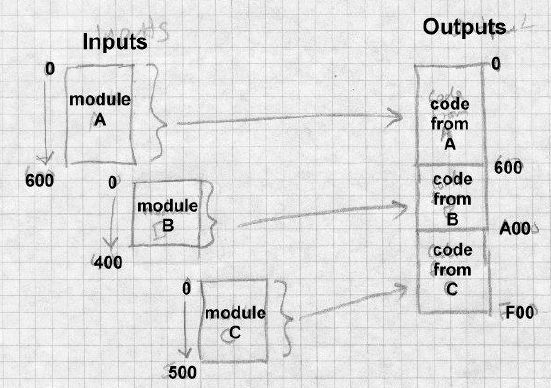 Inputs
Outputs
0
module
A
600
0
module
B
400
0
module
C
500
0
code
from
A
600
code
from
B
A00
code
from
C
F00